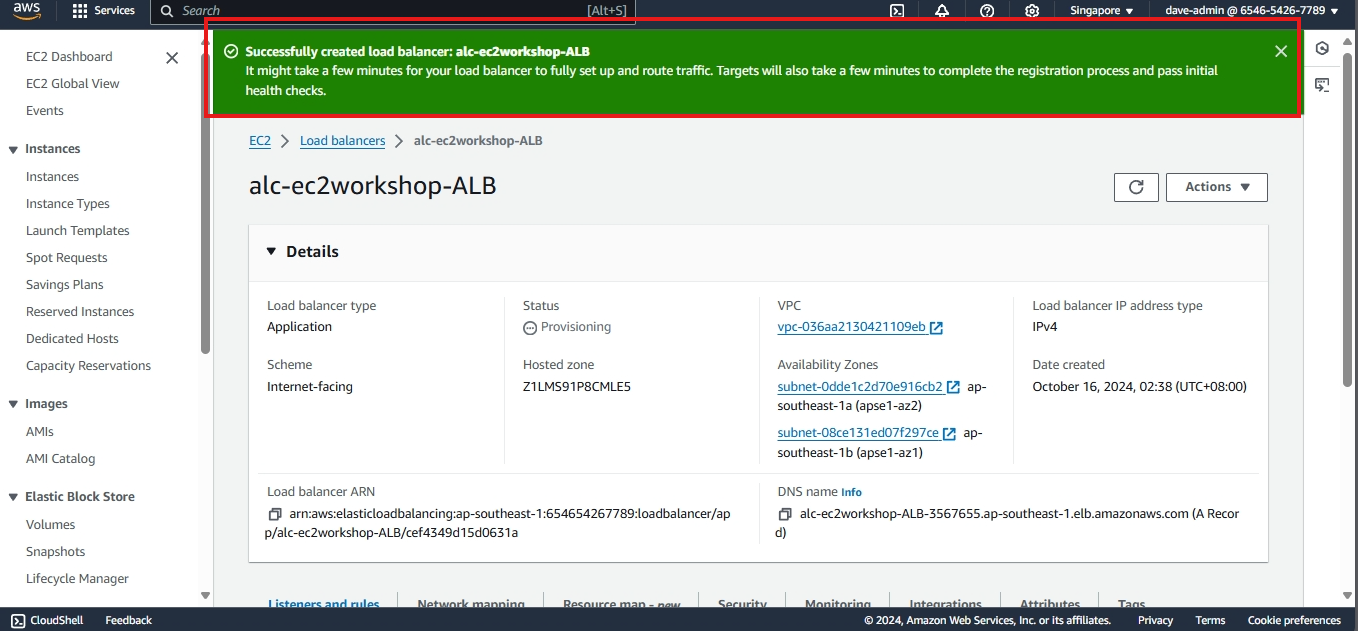 aws
Services
Search
[Alt+S]
Singapore
dave-admin @ 6546-5426-7789
EC2 Dashboard
EC2 Global View
Events
Instances
Instances
Instance Types
Launch Templates
Spot Requests
Savings Plans
Reserved Instances
Dedicated Hosts
Capacity Reservations
Images
AMIs
AMI Catalog
Elastic Block Store
Volumes
Snapshots
Lifecycle Manager
Successfully created load balancer: alc-ec2workshop-ALB
It might take a few minutes for your load balancer to fully set up and route traffic. Targets will also take a few minutes to complete the registration process and pass initial
health checks.
EC2 > Load balancers > alc-ec2workshop-ALB
alc-ec2workshop-ALB
Actions
Details
Load balancer type
Application
Status
Provisioning
VPC
vpc-036aa2130421109eb
Load balancer IP address type
IPv4
Scheme
Internet-facing
Hosted zone
Z1LMS91P8CMLE5
Availability Zones
subnet-0dde1c2d70e916cb2 ap-
southeast-1a (apse1-az2)
subnet-08ce131ed07f297ce ap-
southeast-1b (apse1-az1)
Date created
October 16, 2024, 02:38 (UTC+08:00)
Load balancer ARN
arn:aws:elasticloadbalancing:ap-southeast-1:654654267789:loadbalancer/ap
p/alc-ec2workshop-ALB/cef4349d15d0631a
DNS name Info
alc-ec2workshop-ALB-3567655.ap-southeast-1.elb.amazonaws.com (A Recor
d)
Listeners and rules
Network mapping
Resource map - new
Security
Monitoring
Integrations
Attributes
Tags
CloudShell
Feedback
© 2024, Amazon Web Services, Inc. or its affiliates.
Privacy
Terms
Cookie preferences